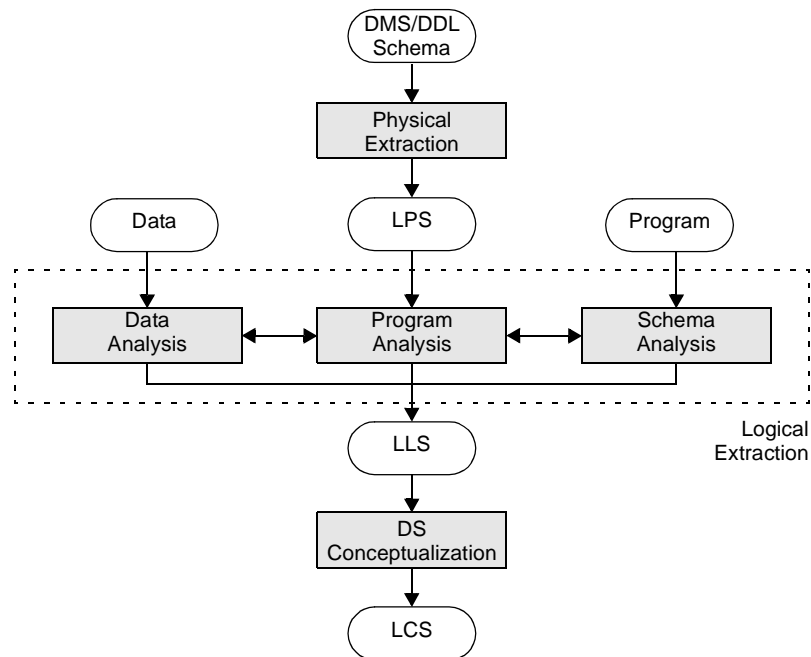 DMS/DDL
Schema
Physical
Extraction
Data
LPS
Program
Data
Analysis
Program
Analysis
Schema
Analysis
Logical
Extraction
LLS
DS
Conceptualization
LCS